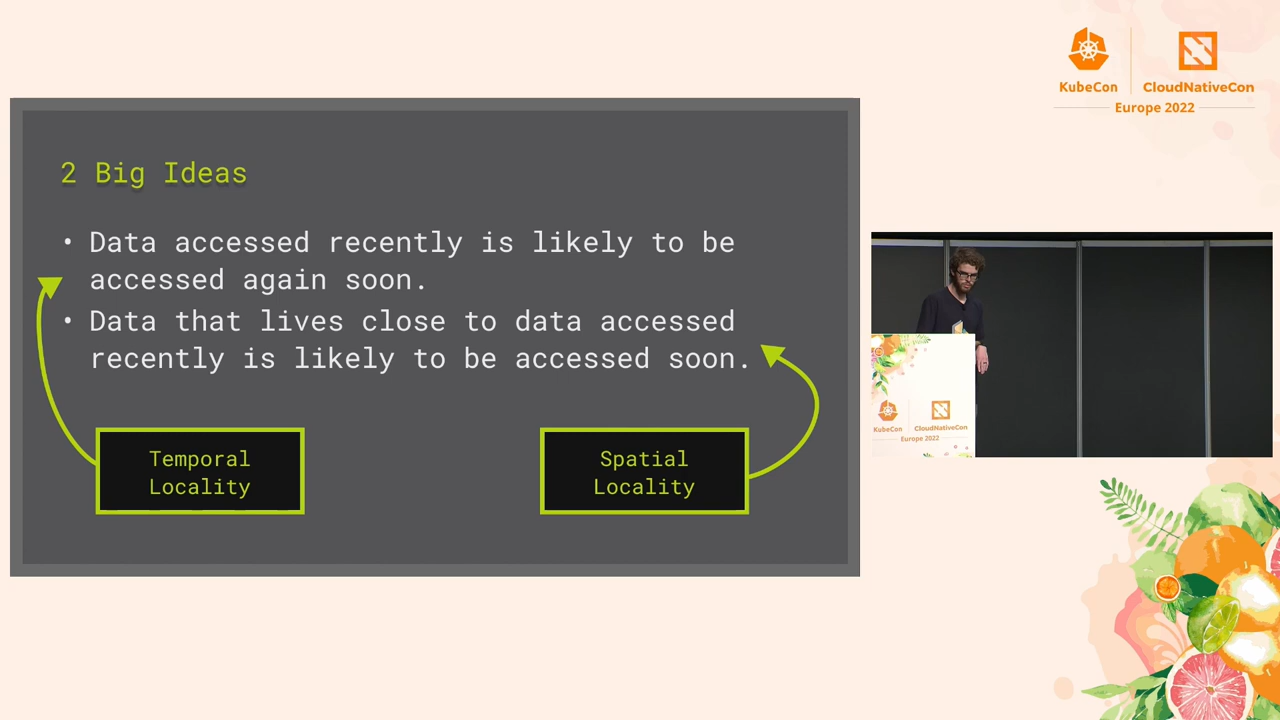 KubeCon
CloudNativeCon
Europe 2022
2 Big Ideas
• Data accessed recently is likely to be
accessed again soon.
• Data that lives close to data accessed
recently is likely to be accessed soon.
Temporal
Locality
Spatial
Locality
KubeCon
CloudNativeCon
Europe 2022